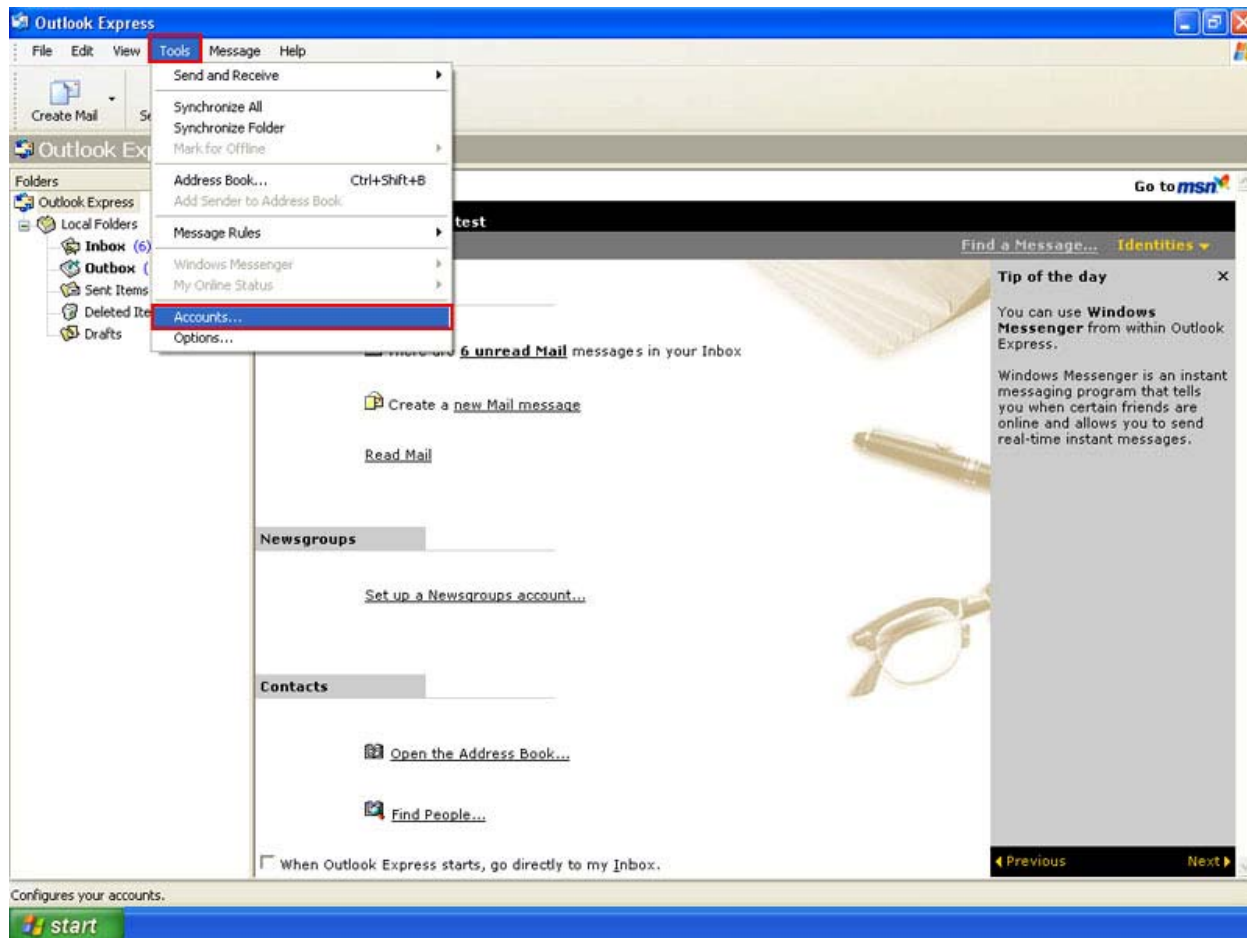 Outlook Express
File Edit View Tools Message Help
Create Mail
Send and Receive
Synchronize All
Synchronize Folder
Mark for Offline
Address Book... Ctrl+Shift+B
Add Sender to Address Book
Message Rules
Windows Messenger
My Online Status
Accounts...
Options...
Outlook
Folders
Outlook Express
Local Folders
Inbox (6)
Outbox (
Sent Items
Deleted
Drafts
Go to msn
test
Find a Message... Identities
There are 6 unread Mail messages in your Inbox
Create a new Mail message
Read Mail
Newsgroups
Set up a Newsgroups account...
Contacts
Open the Address Book...
Find People...
When Outlook Express starts, go directly to my Inbox.
Tip of the day X
You can use Windows
Messenger from within Outlook
Express.
Windows Messenger is an instant
messaging program that tells
you when certain friends are
online and allows you to send
real-time instant messages.
Previous Next
Configures your accounts.
start